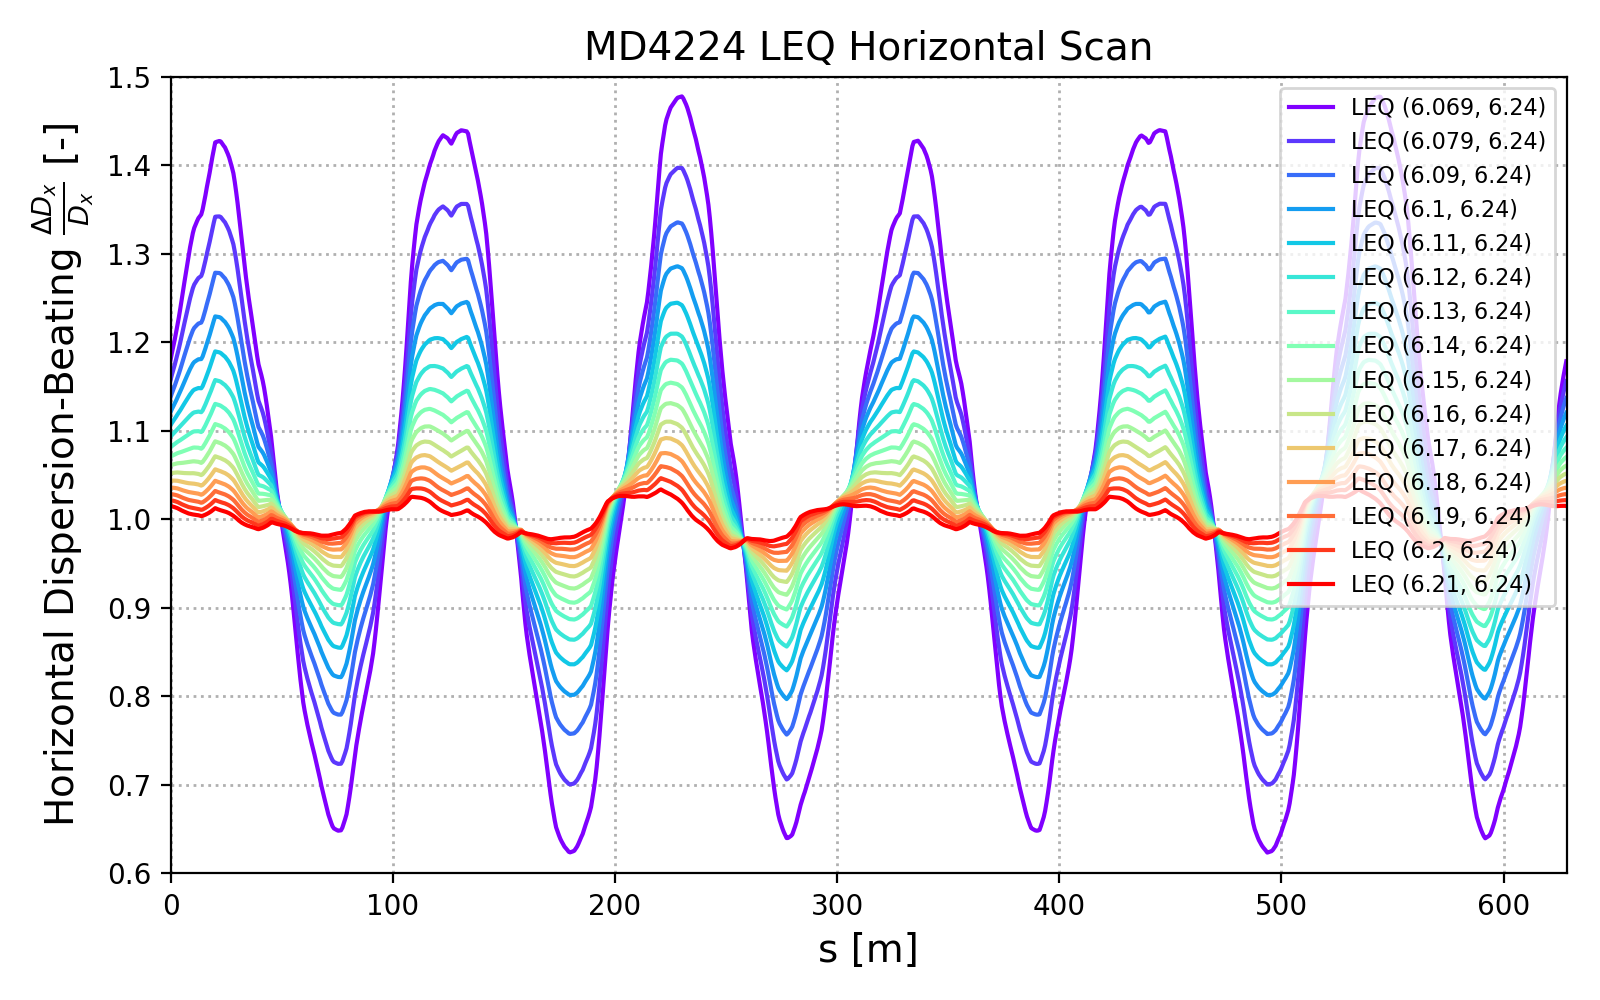 MD4224 LEQ Horizontal Scan
Horizontal Dispersion-Beating ΔDₓ/Dₓ [-]
1.5
1.4
1.3
1.2
1.1
1.0
0.9
0.8
0.7
0.6
LEQ (6.069, 6.24)
LEQ (6.079, 6.24)
LEQ (6.09, 6.24)
LEQ (6.1, 6.24)
LEQ (6.11, 6.24)
LEQ (6.12, 6.24)
LEQ (6.13, 6.24)
LEQ (6.14, 6.24)
LEQ (6.15, 6.24)
LEQ (6.16, 6.24)
LEQ (6.17, 6.24)
LEQ (6.18, 6.24)
LEQ (6.19, 6.24)
LEQ (6.2, 6.24)
LEQ (6.21, 6.24)
0 100 200 300 400 500 600
s [m]